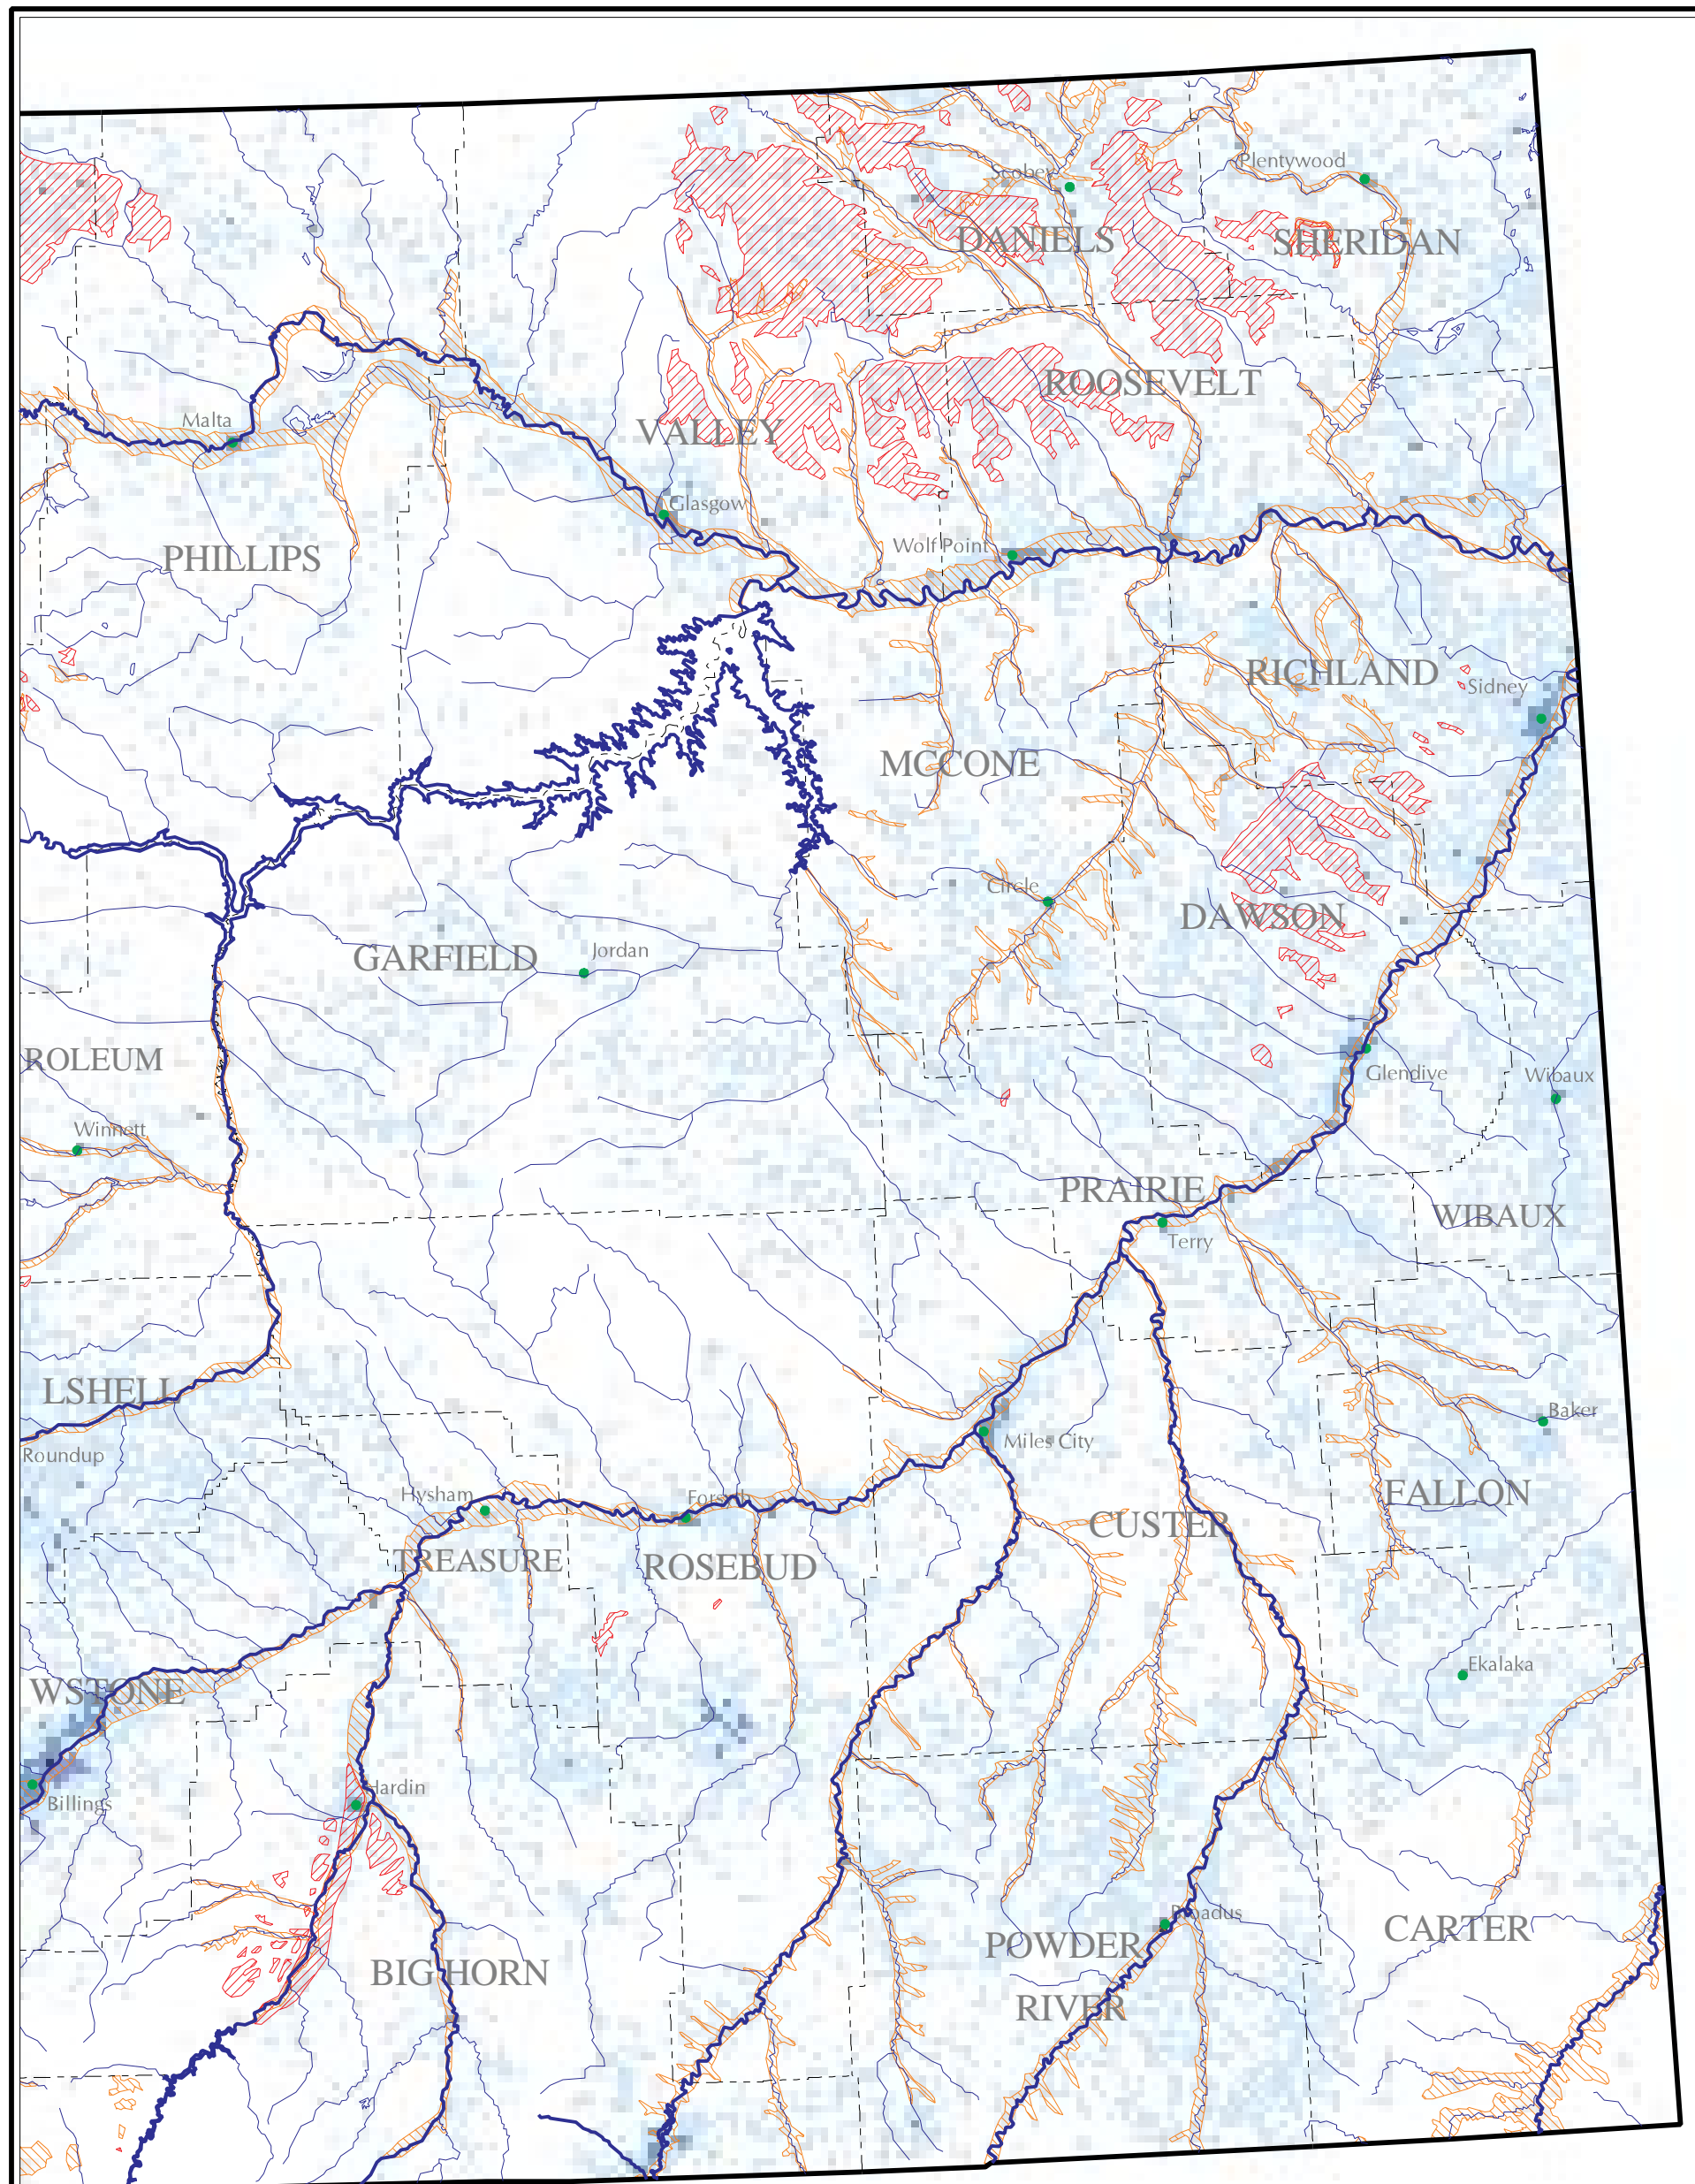 Plentywood
Scobey
DANIELS
SHERIDAN
ROOSEVELT
Malta
VALLEY
Glasgow
Wolf Point
PHILLIPS
RICHLAND
Sidney
MCCONE
Circle
DAWSON
GARFIELD
Jordan
ROLEUM
Glendive
Wibaux
Winnett
PRAIRIE
WIBAUX
Terry
LSHELL
Baker
Roundup
Miles City
Hysham
Forsyth
FALLON
CUSTER
TREASURE
ROSEBUD
Ekalaka
WSTONE
Hardin
Billings
Broadus
CARTER
POWDER
RIVER
BIG HORN